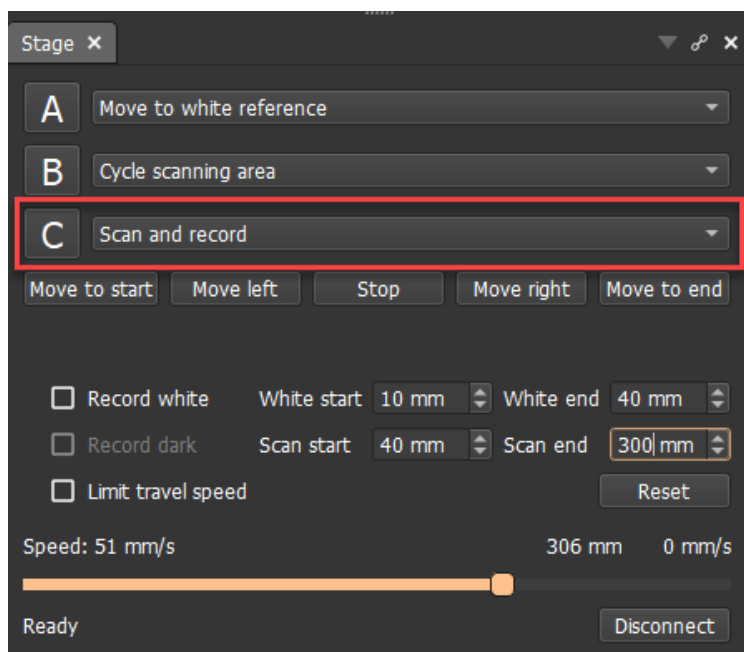 Stage
A Move to white reference
B Cycle scanning area
C Scan and record
Move to start Move left Stop Move right Move to end
Record white White start 10 mm White end 40 mm
Record dark Scan start 40 mm Scan end 300 mm
Limit travel speed Reset
Speed: 51 mm/s 306 mm 0 mm/s
Ready Disconnect